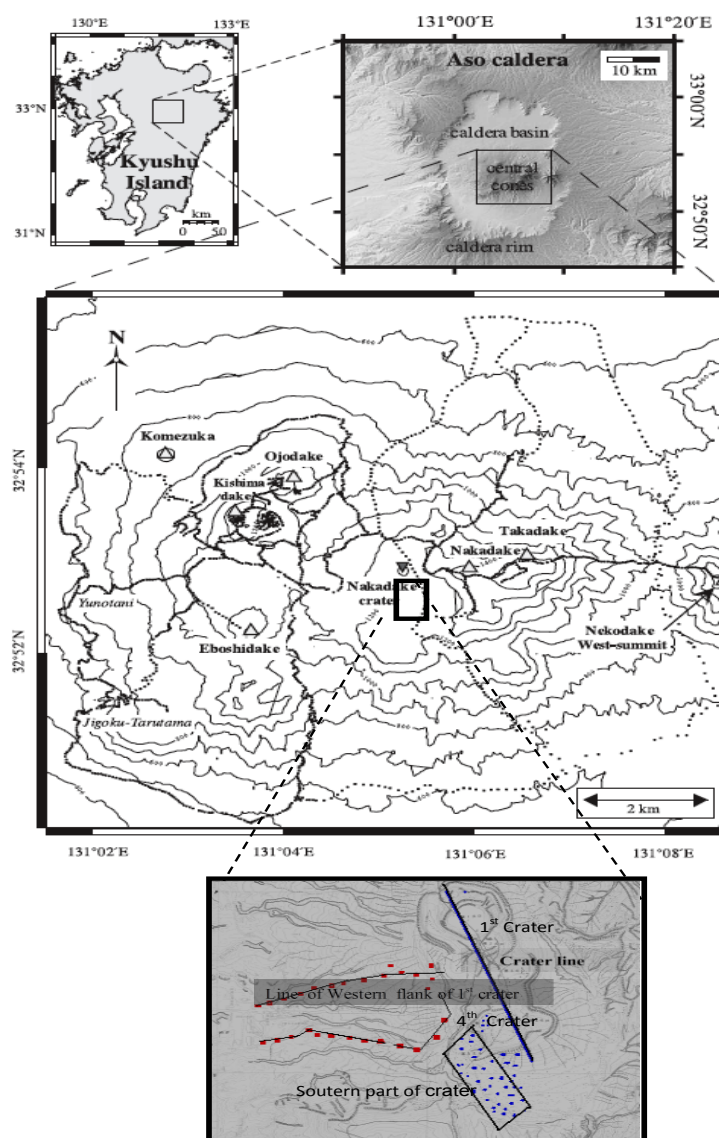 130°E
133°E
33°N
31°N
Kyushu
Island
km
0 50
131°00'E
131°20'E
Aso caldera
10 km
33°00'N
32°50'N
caldera basin
central
cones
caldera rim
N
Komezuka
Ojodake
Kishima
dake
Takadake
Nakadake
Nakadake
crater
Yunotani
Eboshidake
Nekodake
West-summit
Jigoku-Tarutama
2 km
32°54'N
32°52'N
131°02'E
131°04'E
131°06'E
131°08'E
1st Crater
Crater line
Line of Western flank of 1st crater
4th Crater
Soutern part of crater